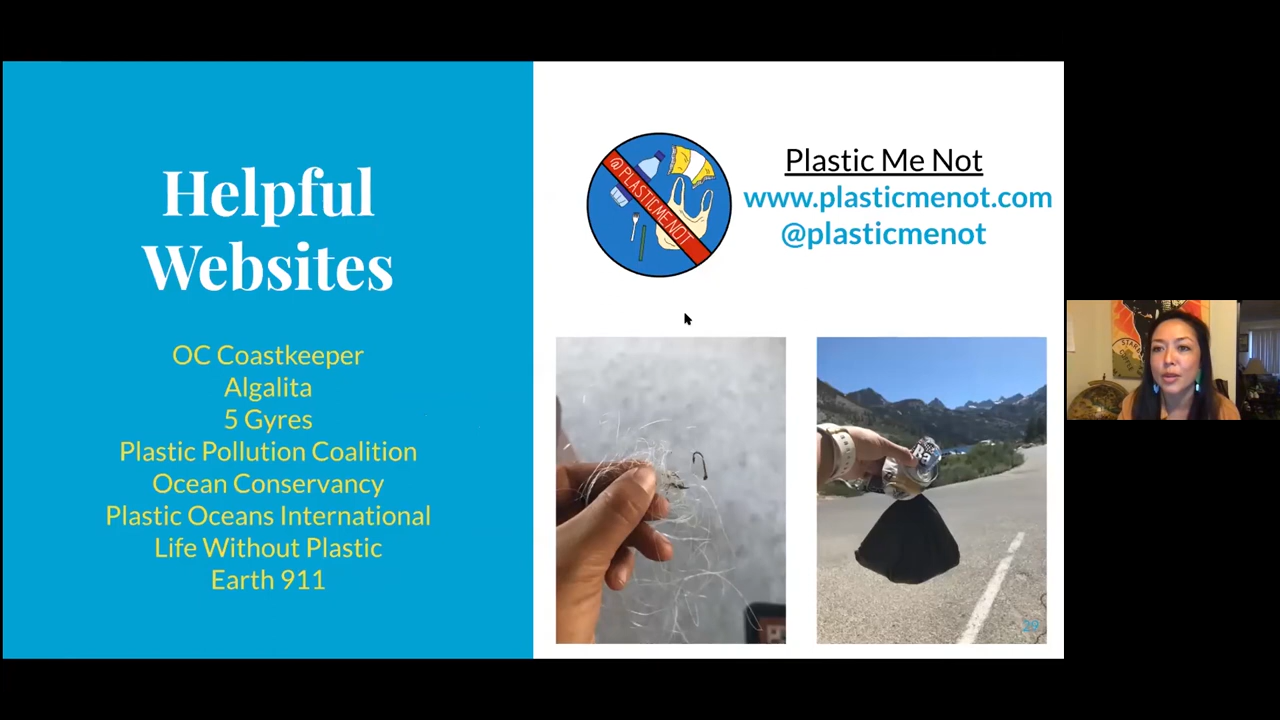 Helpful
Websites
OC Coastkeeper
Algalita
5 Gyres
Plastic Pollution Coalition
Ocean Conservancy
Plastic Oceans International
Life Without Plastic
Earth 911
@PLASTICMENOT
Plastic Me Not
www.plasticmenot.com
@plasticmenot